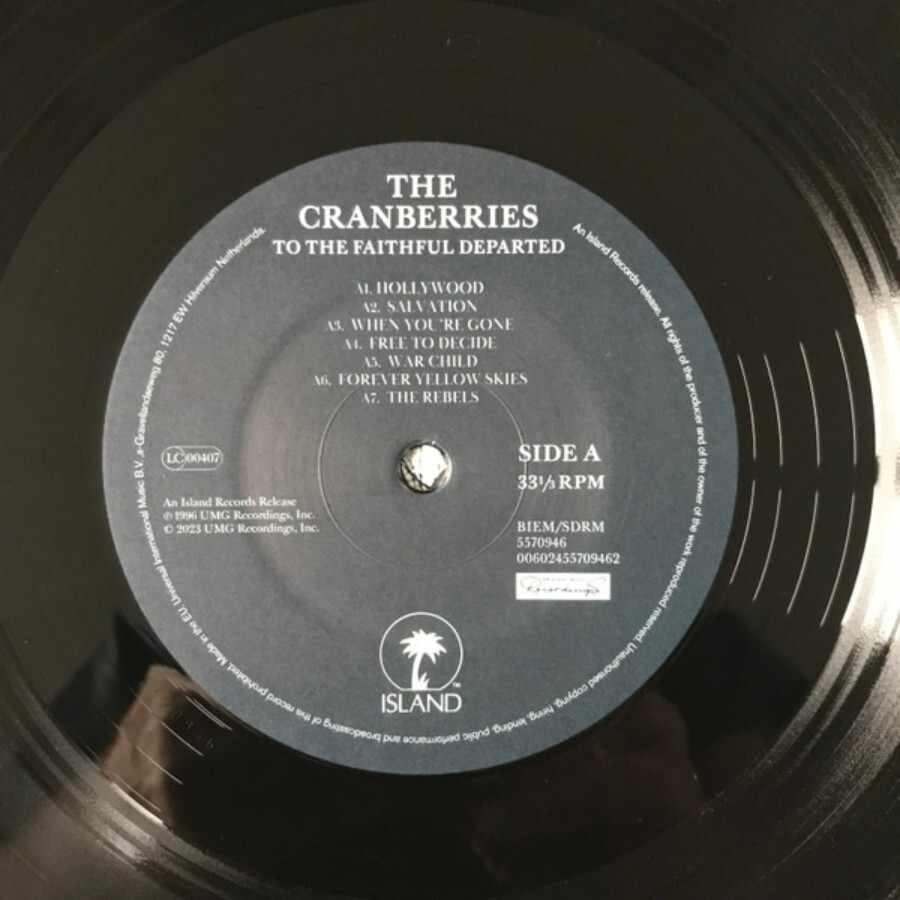 THE
CRANBERRIES
TO THE FAITHFUL DEPARTED
A1. HOLLYWOOD
A2. SALVATION
A3. WHEN YOU'RE GONE
A4. FREE TO DECIDE
A5. WAR CHILD
A6. FOREVER YELLOW SKIES
A7. THE REBELS
LC 00407
An Island Records Release
℗ 1996 UMG Recordings, Inc.
© 2023 UMG Recordings, Inc.
SIDE A
33⅓ RPM
BIEM/SDRM
5570946
00602455709462
Recordings
ISLAND
TM
An Island Records release. All rights of the producer and of the owner of the work reproduced reserved. Unauthorised copying, hiring, lending, public performance and broadcasting of this record prohibited. Made in the EU. Universal International Music B.V. ,s-Gravelandseweg 80, 1217 EW Hilversum Netherlands.